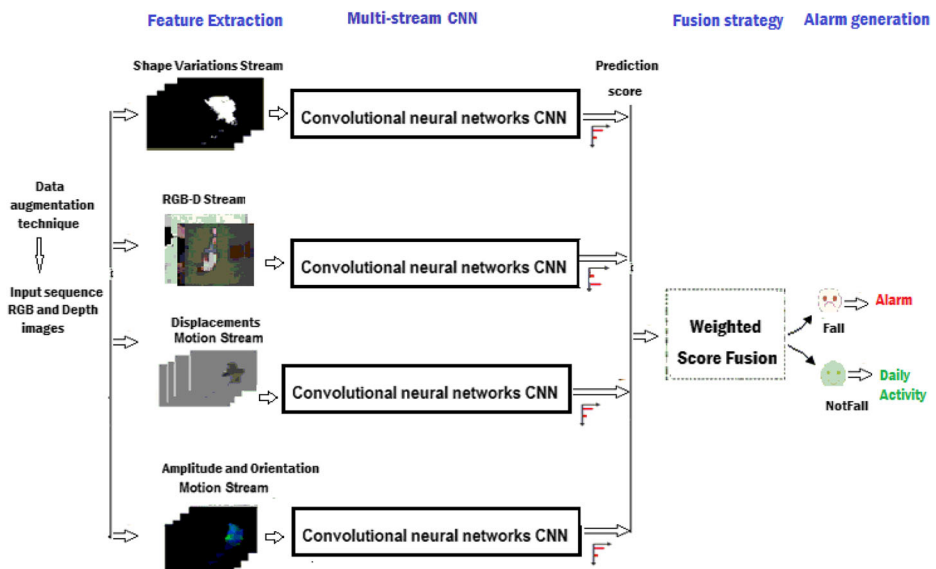 Feature Extraction
Multi-stream CNN
Fusion strategy
Alarm generation
Shape Variations Stream
Convolutional neural networks CNN
Prediction
score
Data
augmentation
technique
Input sequence
RGB and Depth
images
RGB-D Stream
Convolutional neural networks CNN
Displacements
Motion Stream
Convolutional neural networks CNN
Amplitude and Orientation
Motion Stream
Convolutional neural networks CNN
Weighted
Score Fusion
Fall
Alarm
NotFall
Daily
Activity